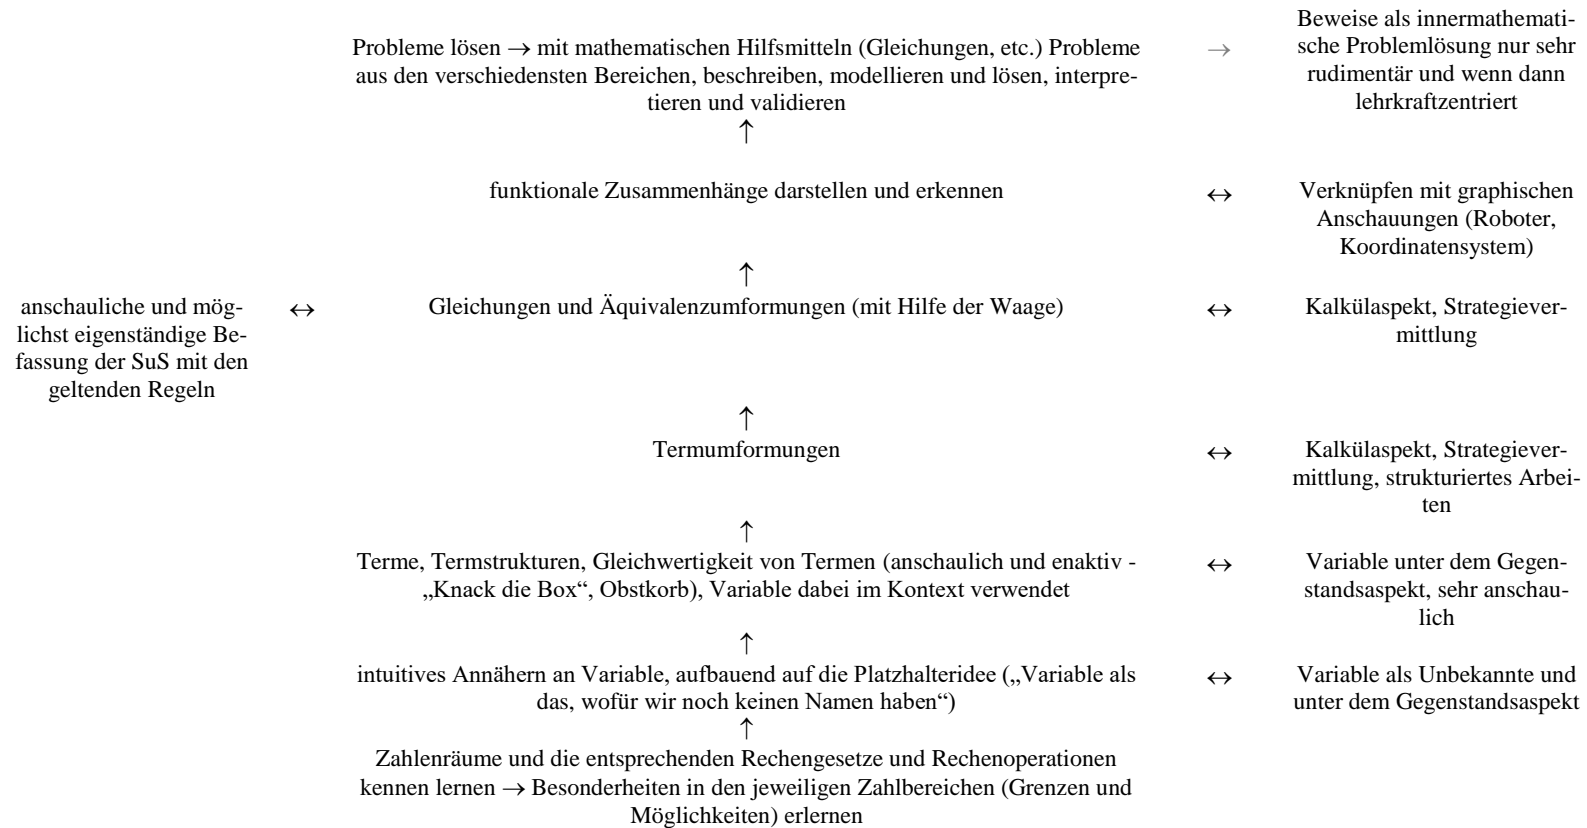 Probleme lösen → mit mathematischen Hilfsmitteln (Gleichungen, etc.) Probleme
aus den verschiedensten Bereichen, beschreiben, modellieren und lösen, interpre-
tieren und validieren
→
Beweise als innermathemati-
sche Problemlösung nur sehr
rudimentär und wenn dann
lehrkraftzentriert
↑
funktionale Zusammenhänge darstellen und erkennen
↔
Verknüpfen mit graphischen
Anschauungen (Roboter,
Koordinatensystem)
↑
anschauliche und mög-
lichst eigenständige Be-
fassung der SuS mit den
geltenden Regeln
↔
Gleichungen und Äquivalenzumformungen (mit Hilfe der Waage)
↔
Kalkülaspekt, Strategiever-
mittlung
↑
Termumformungen
↔
Kalkülaspekt, Strategiever-
mittlung, strukturiertes Arbei-
ten
↑
Terme, Termstrukturen, Gleichwertigkeit von Termen (anschaulich und enaktiv -
„Knack die Box“, Obstkorb), Variable dabei im Kontext verwendet
↔
Variable unter dem Gegen-
standsaspekt, sehr anschau-
lich
↑
intuitives Annähern an Variable, aufbauend auf die Platzhalteridee („Variable als
das, wofür wir noch keinen Namen haben“)
↔
Variable als Unbekannte und
unter dem Gegenstandsaspekt
↑
Zahlenräume und die entsprechenden Rechengesetze und Rechenoperationen
kennen lernen → Besonderheiten in den jeweiligen Zahlbereichen (Grenzen und
Möglichkeiten) erlernen